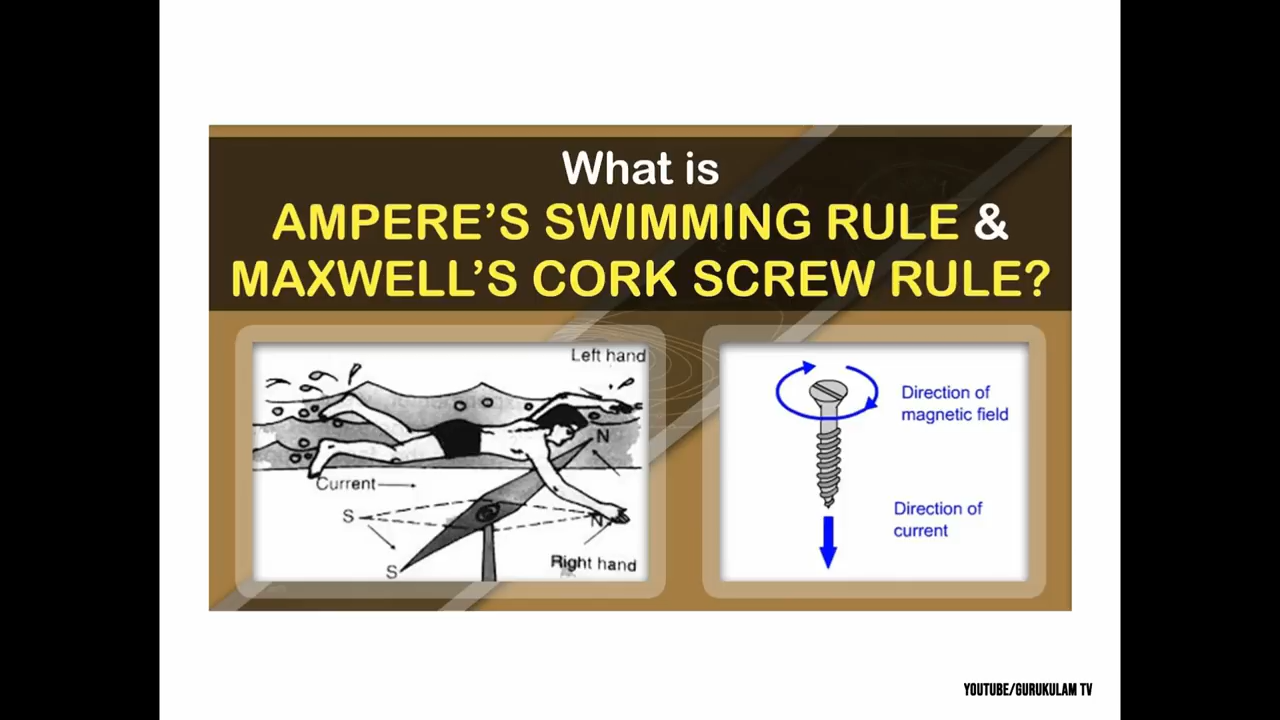 What is
AMPERE'S SWIMMING RULE &
MAXWELL'S CORK SCREW RULE?
Left hand
N
Current
S
N
S
Right hand
Direction of
magnetic field
Direction of
current
YOUTUBE/GURUKULAM TV